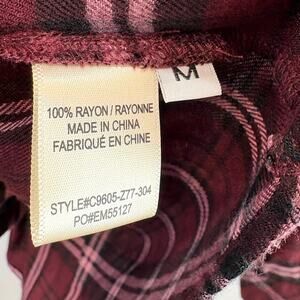 M
100% RAYON / RAYONNE
MADE IN CHINA
FABRIQUÉ EN CHINE
STYLE#C9605-Z77-304
PO#EM55127